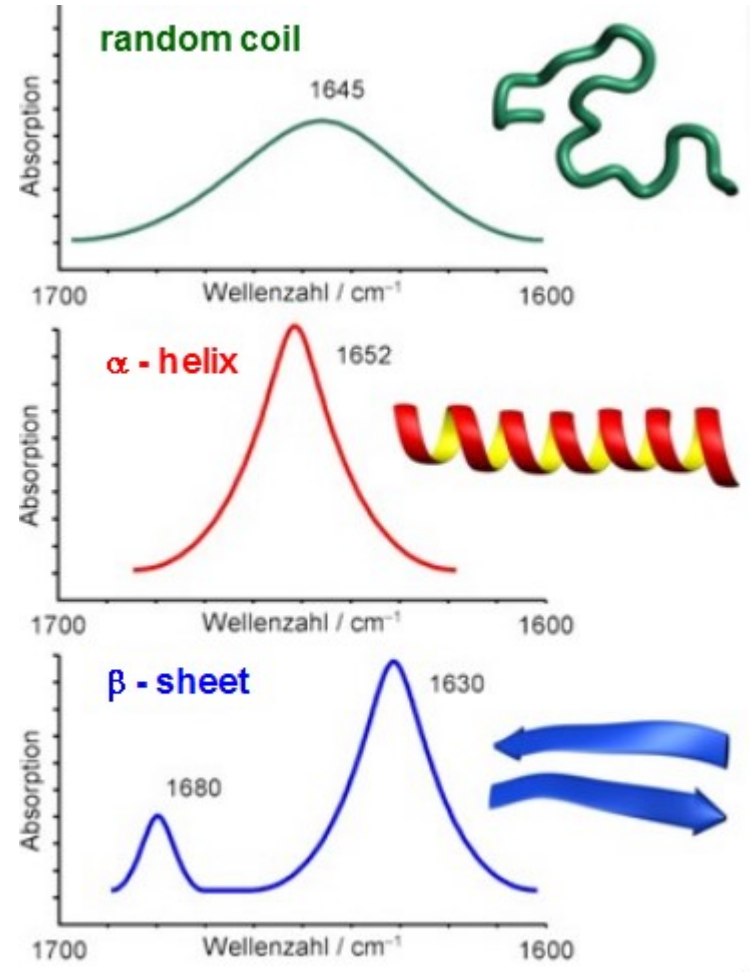 random coil
1645
Absorption
1700 Wellenzahl / cm⁻¹ 1600
α - helix
1652
Absorption
1700 Wellenzahl / cm⁻¹ 1600
β - sheet
1630
1680
Absorption
1700 Wellenzahl / cm⁻¹ 1600